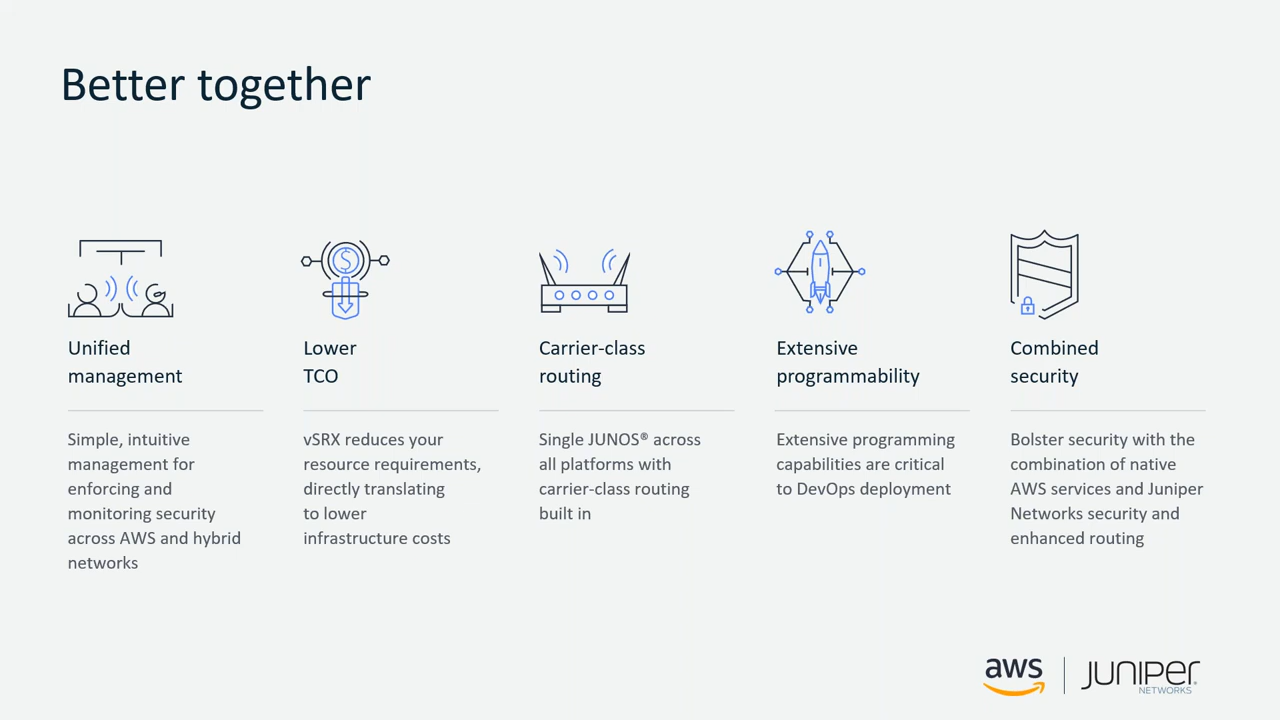 Better together
Unified
management
Simple, intuitive
management for
enforcing and
monitoring security
across AWS and hybrid
networks
Lower
TCO
vSRX reduces your
resource requirements,
directly translating
to lower
infrastructure costs
Carrier-class
routing
Single JUNOS® across
all platforms with
carrier-class routing
built in
Extensive
programmability
Extensive programming
capabilities are critical
to DevOps deployment
Combined
security
Bolster security with the
combination of native
AWS services and Juniper
Networks security and
enhanced routing
aws
JUNIPER
NETWORKS